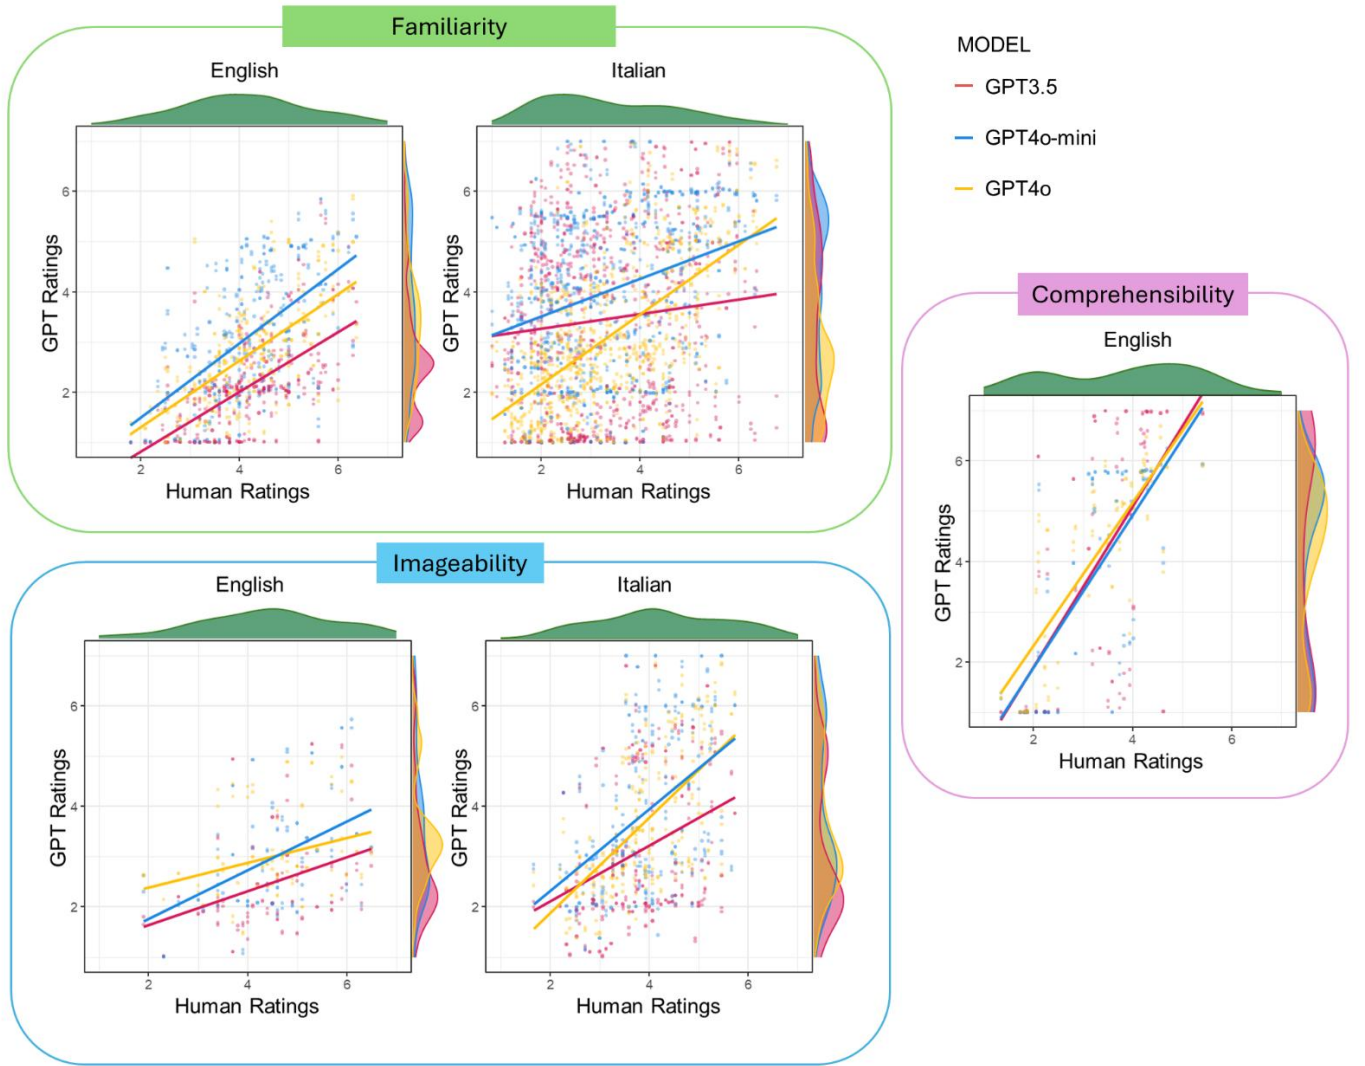 Familiarity
English
Italian
GPT Ratings
6
4
2
2
4
6
Human Ratings
GPT Ratings
6
4
2
2
4
6
Human Ratings
MODEL
GPT3.5
GPT4o-mini
GPT4o
Comprehensibility
English
GPT Ratings
6
4
2
2
4
6
Human Ratings
Imageability
English
Italian
GPT Ratings
6
4
2
2
4
6
Human Ratings
GPT Ratings
6
4
2
2
4
6
Human Ratings